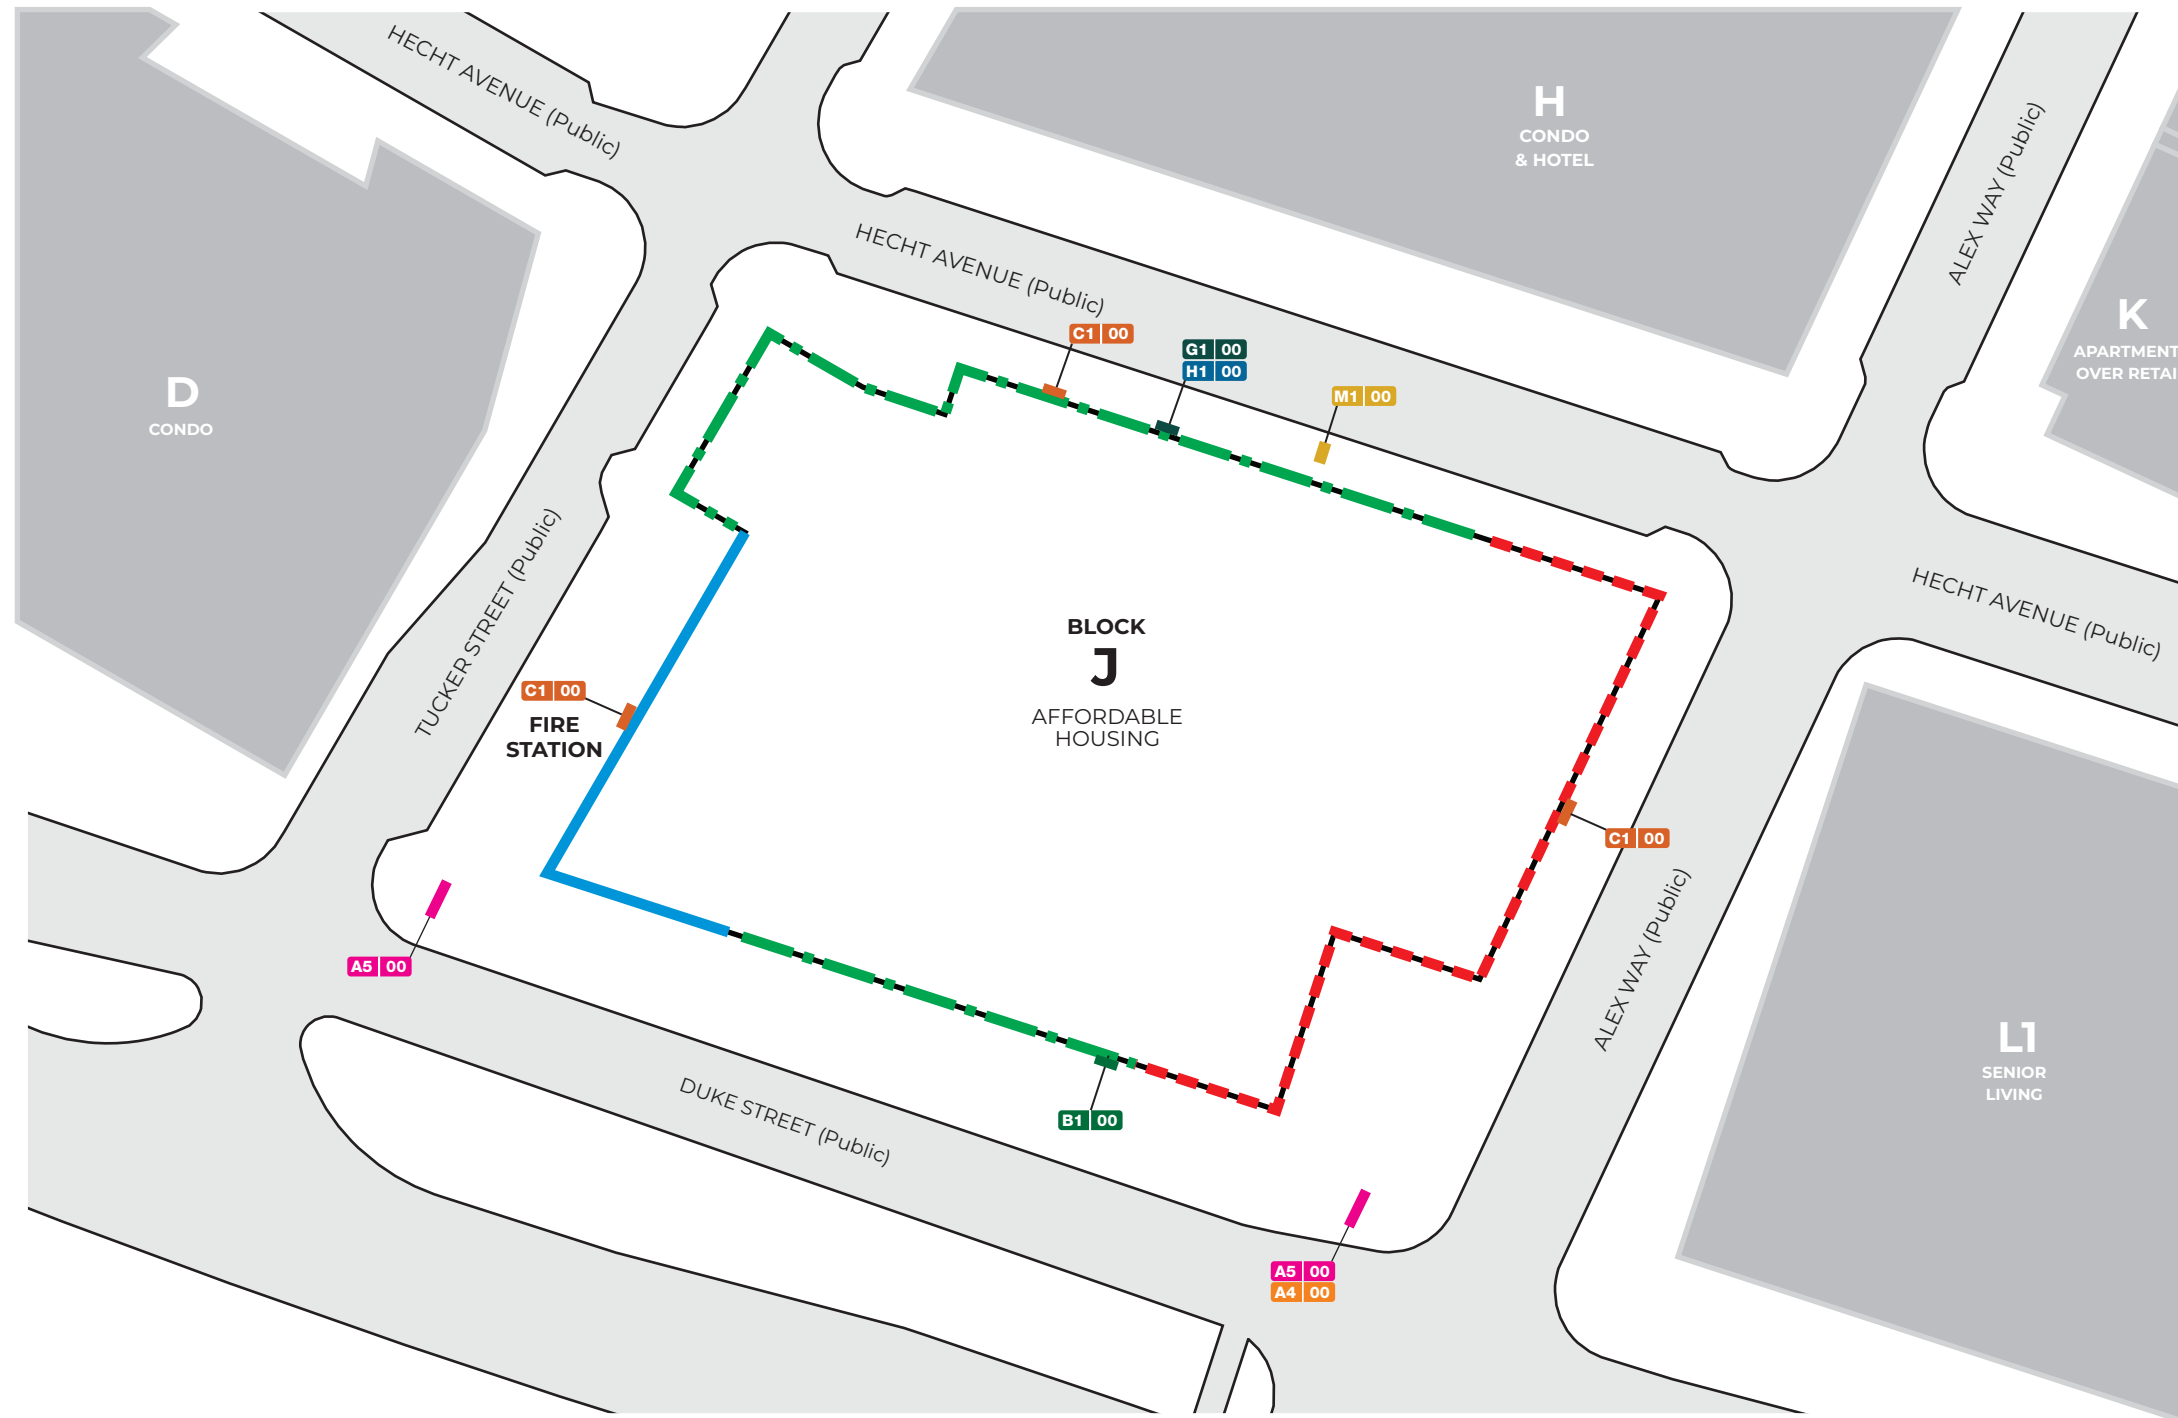 HECHT AVENUE (Public)
H
CONDO
& HOTEL
ALEX WAY (Public)
HECHT AVENUE (Public)
K
APARTMENT
OVER RETAI
C1 00
G1 00
H1 00
M1 00
D
CONDO
TUCKER STREET (Public)
HECHT AVENUE (Public)
BLOCK
J
AFFORDABLE
HOUSING
C1 00
FIRE
STATION
C1 00
ALEX WAY (Public)
A5 00
L1
SENIOR
LIVING
DUKE STREET (Public)
B1 00
A5 00
A4 00